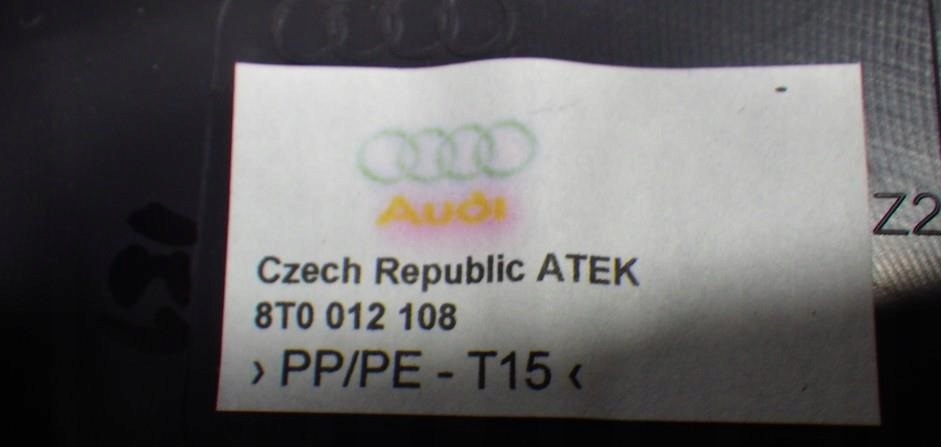 Audi
Czech Republic ATEK
8T0 012 108
› PP/PE - T15 ‹
Z2